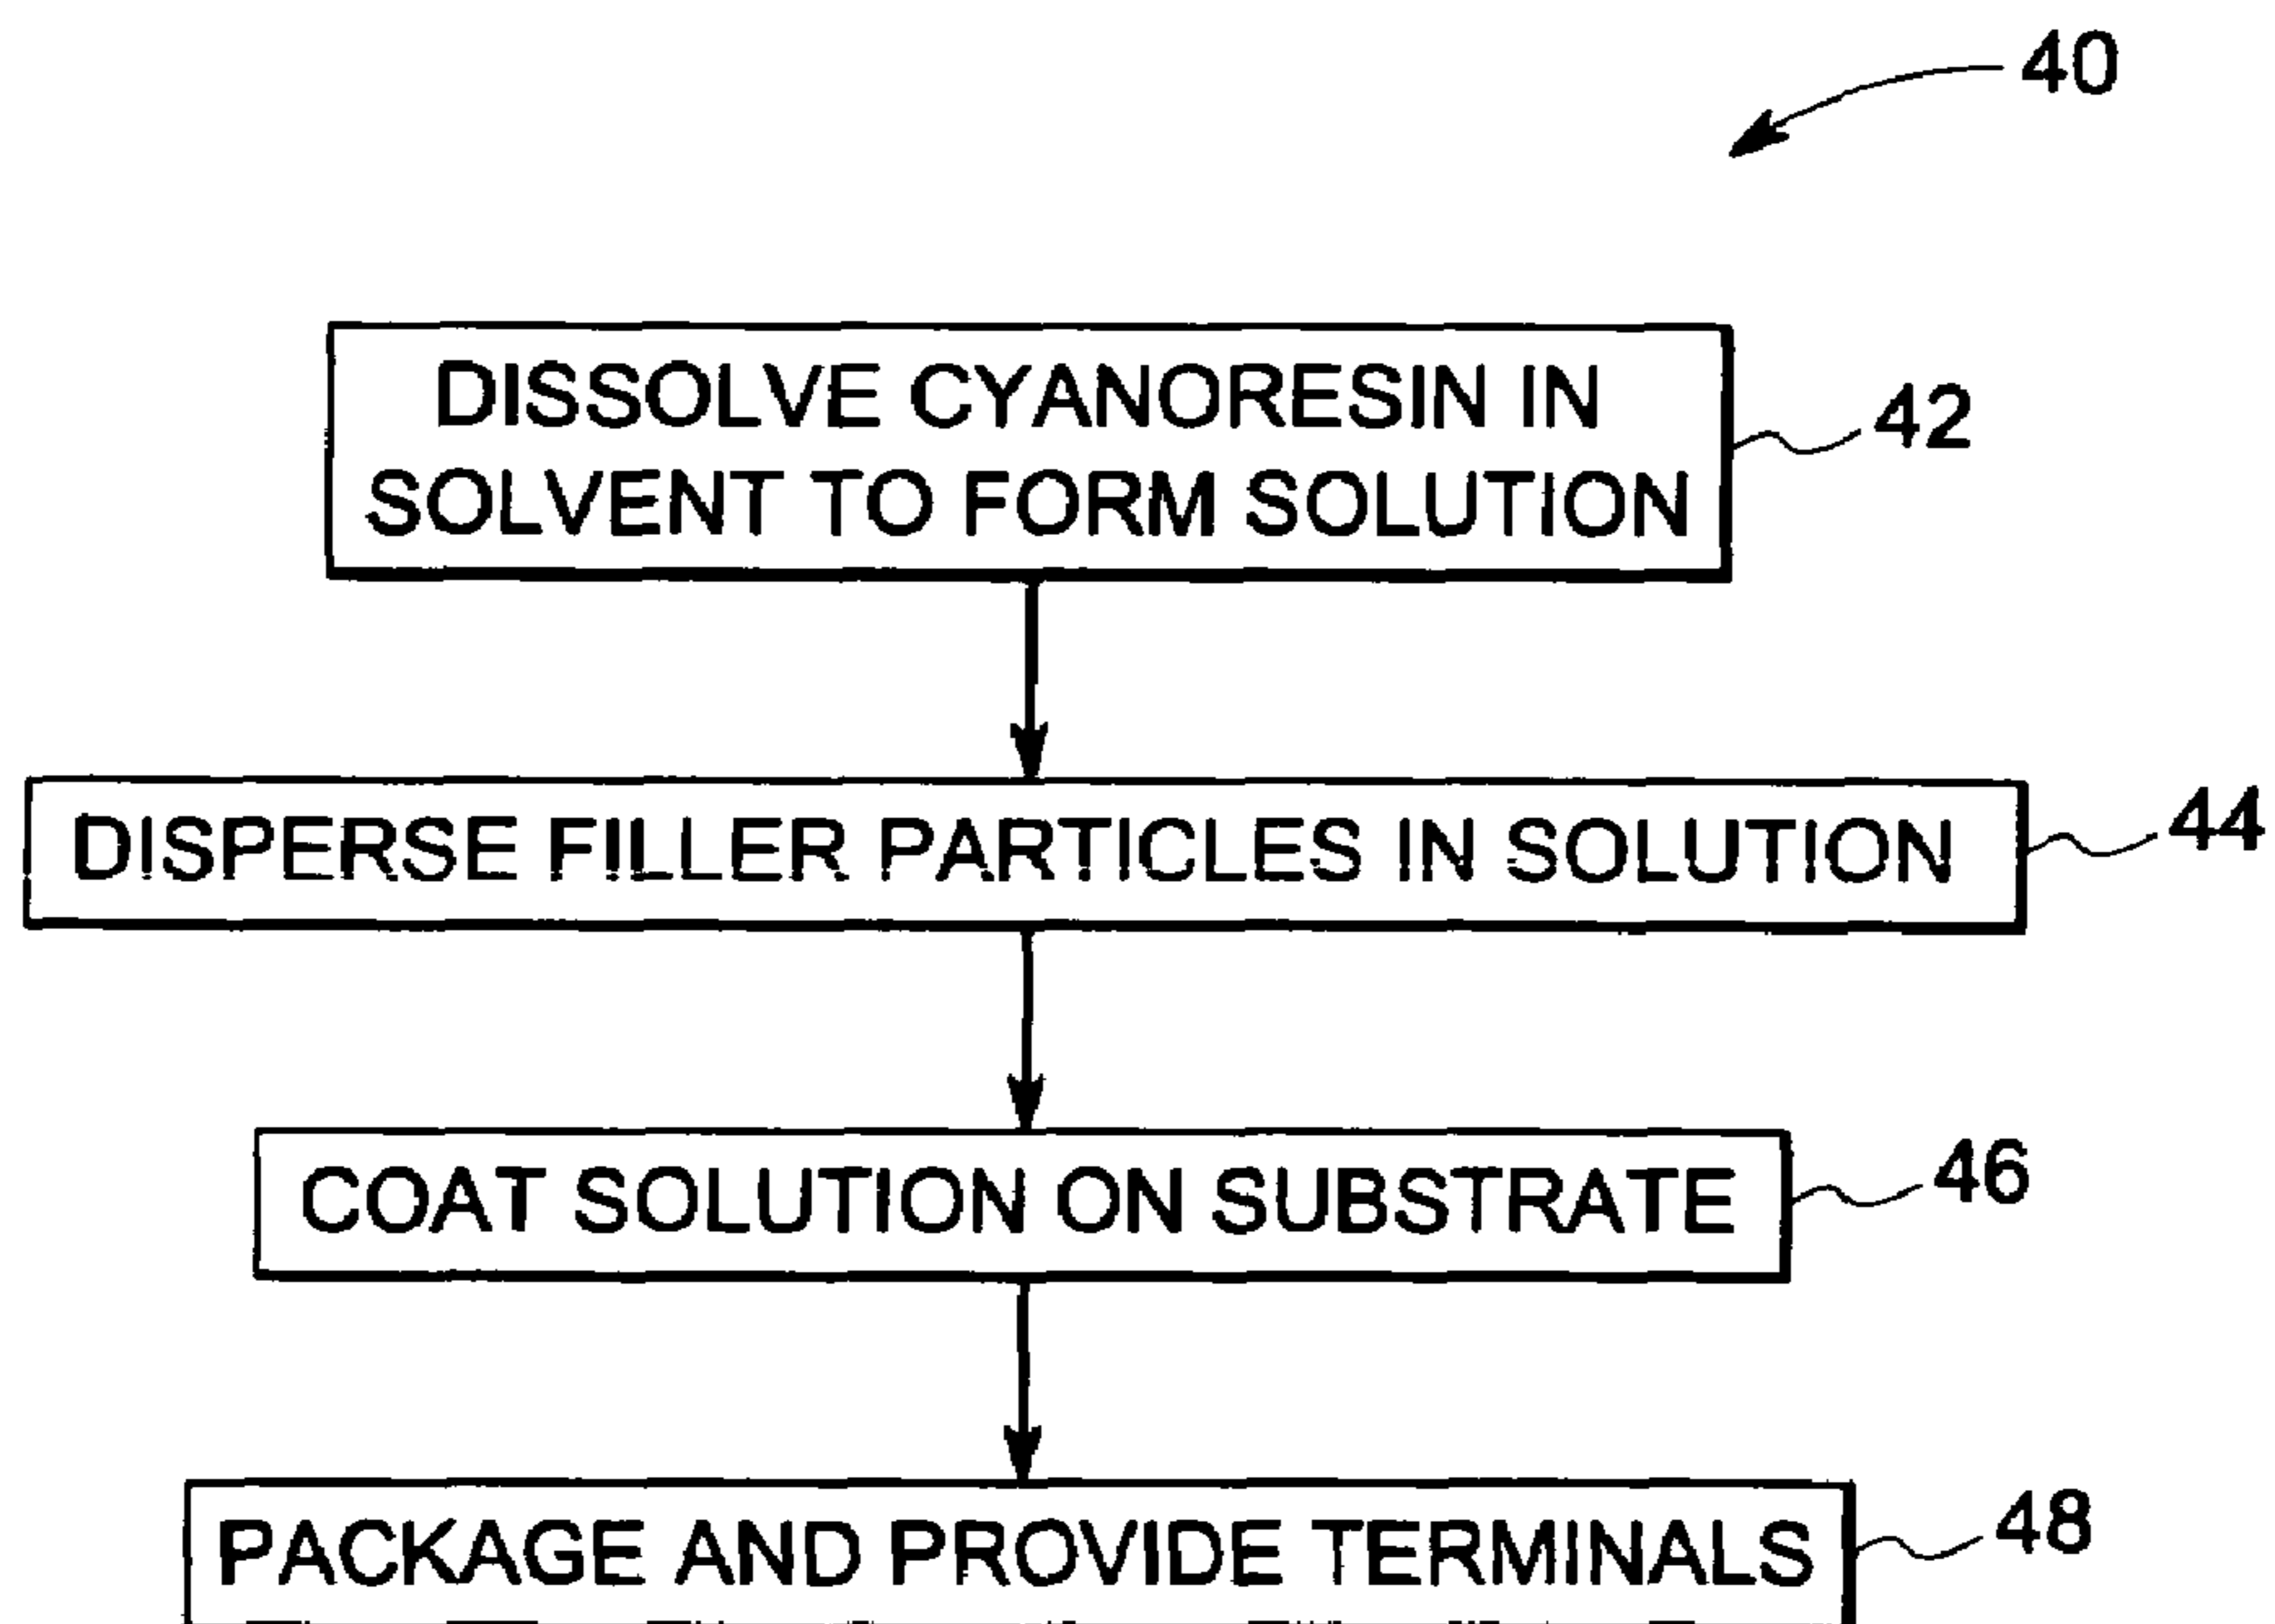 40
DISSOLVE CYANORESIN IN
SOLVENT TO FORM SOLUTION
42
DISPERSE FILLER PARTICLES IN SOLUTION
44
COAT SOLUTION ON SUBSTRATE
46
PACKAGE AND PROVIDE TERMINALS
48